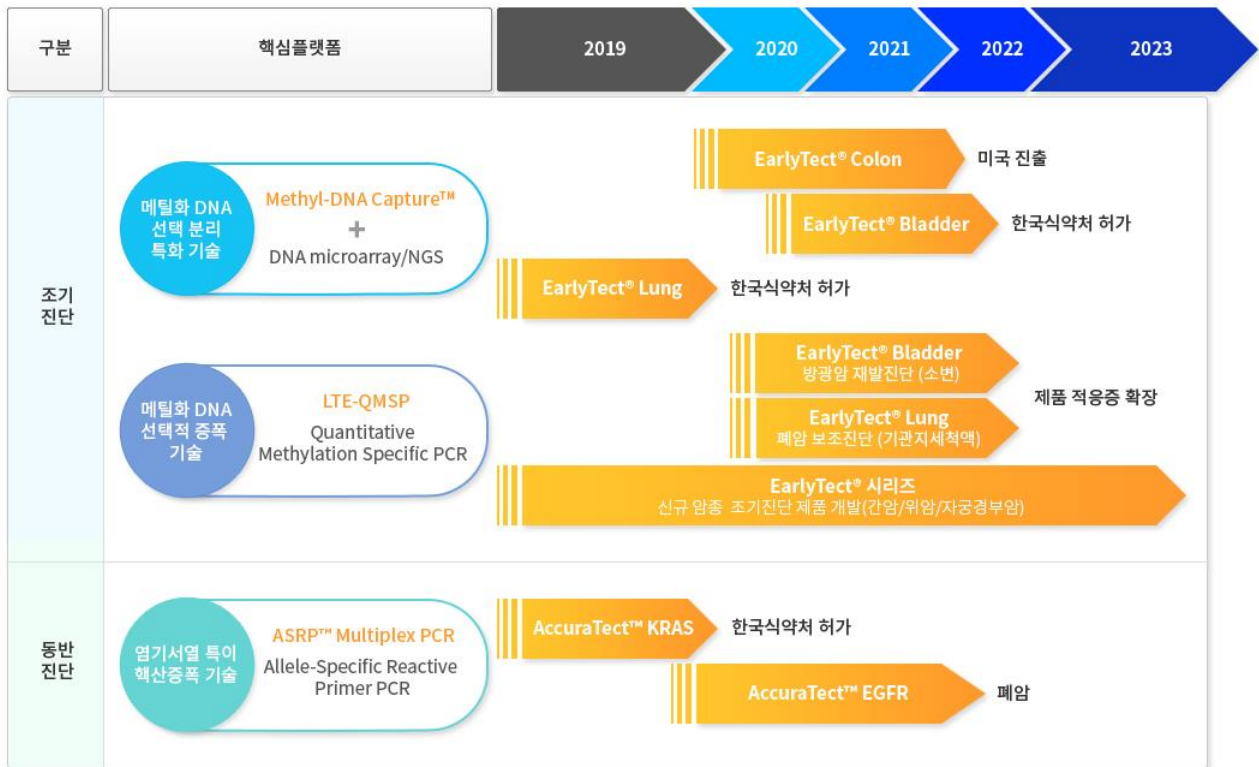 구분
핵심플랫폼
2019
2020
2021
2022
2023
조기
진단
메틸화 DNA
선택 분리
특화 기술
Methyl-DNA Capture™
+
DNA microarray/NGS
EarlyTect® Colon
미국 진출
EarlyTect® Bladder
한국식약처 허가
EarlyTect® Lung
한국식약처 허가
메틸화 DNA
선택적 증폭
기술
LTE-QMSP
Quantitative
Methylation Specific PCR
EarlyTect® Bladder
방광암 재발진단 (소변)
EarlyTect® Lung
폐암 보조진단 (기관지세척액)
제품 적응증 확장
EarlyTect® 시리즈
신규 암종 조기진단 제품 개발(간암/위암/자궁경부암)
동반
진단
염기서열 특이
핵산증폭 기술
ASRP™ Multiplex PCR
Allele-Specific Reactive
Primer PCR
AccuraTect™ KRAS
한국식약처 허가
AccuraTect™ EGFR
폐암